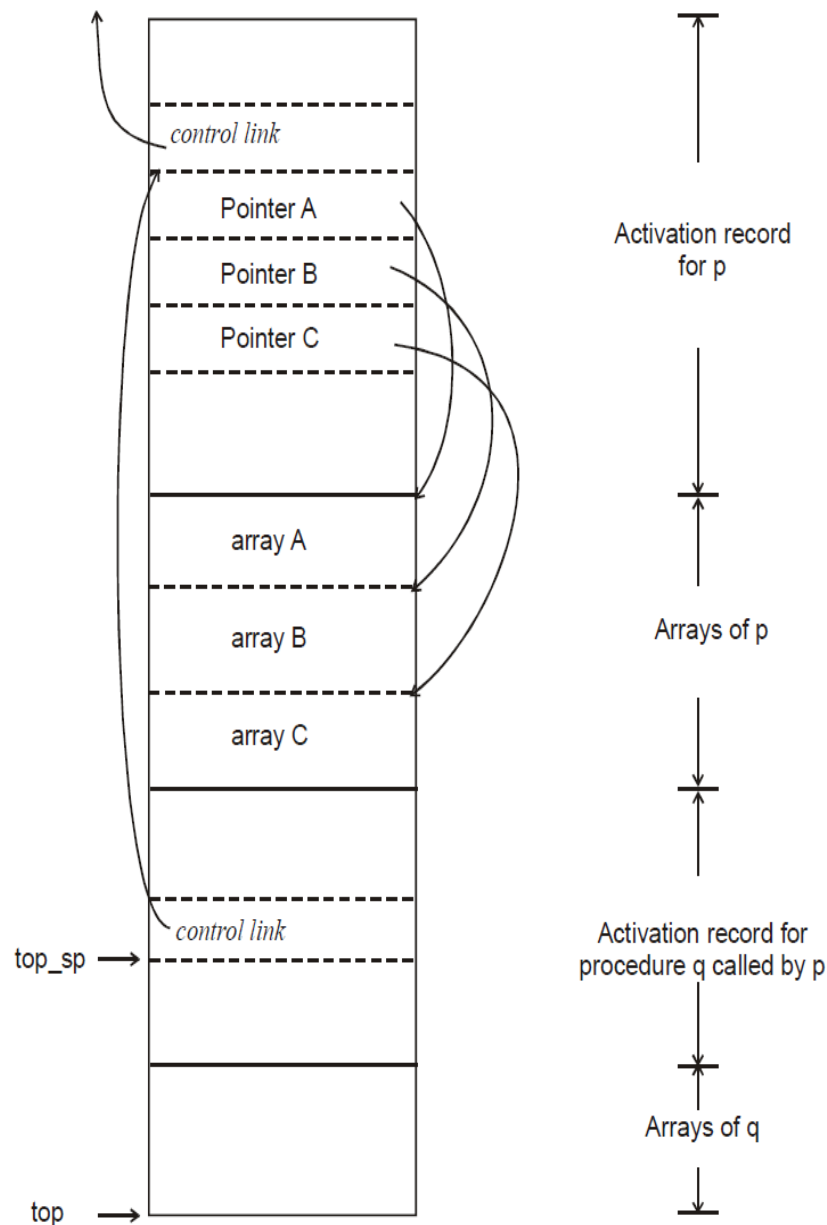 control link
Pointer A
Pointer B
Pointer C
Activation record
for p
array A
array B
array C
Arrays of p
control link
top_sp
Activation record for
procedure q called by p
Arrays of q
top